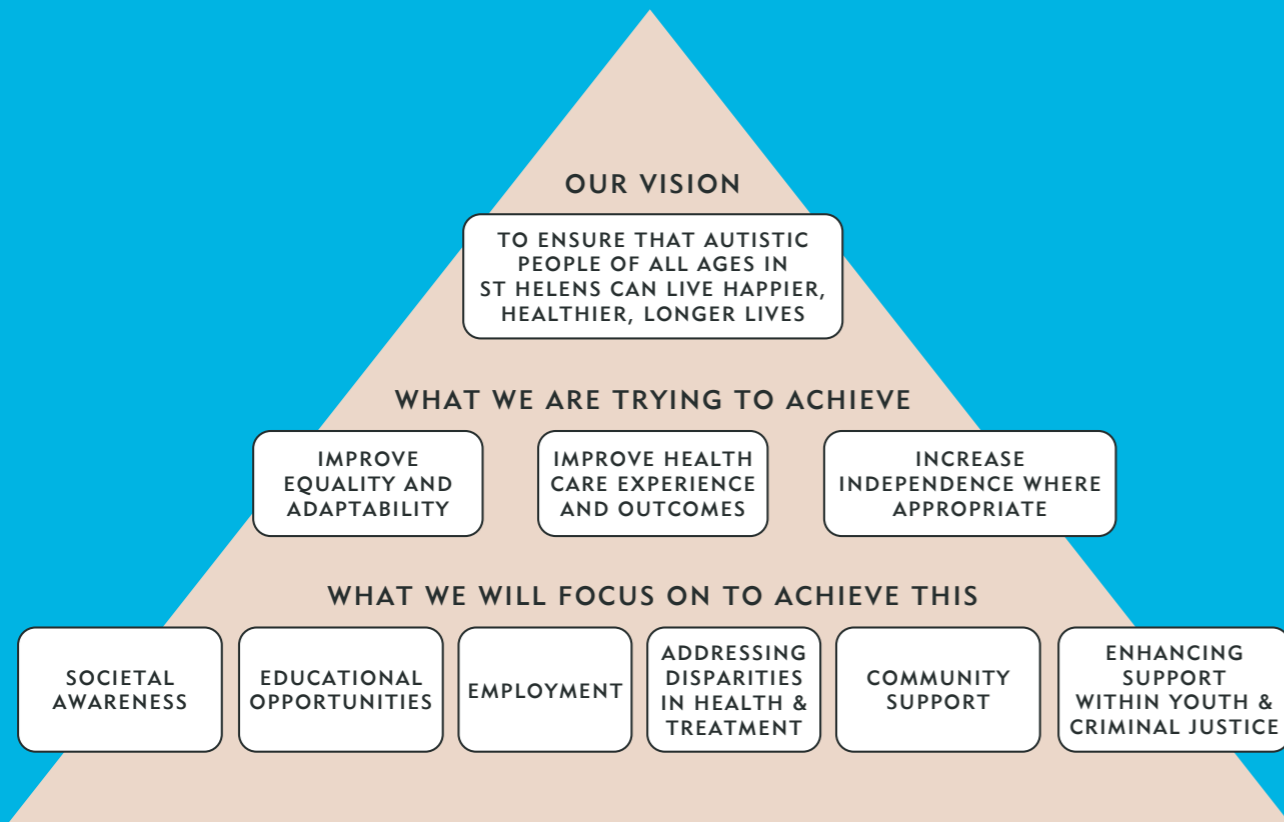 OUR VISION
TO ENSURE THAT AUTISTIC
PEOPLE OF ALL AGES IN
ST HELENS CAN LIVE HAPPIER,
HEALTHIER, LONGER LIVES
WHAT WE ARE TRYING TO ACHIEVE
IMPROVE
EQUALITY AND
ADAPTABILITY
IMPROVE HEALTH
CARE EXPERIENCE
AND OUTCOMES
INCREASE
INDEPENDENCE WHERE
APPROPRIATE
WHAT WE WILL FOCUS ON TO ACHIEVE THIS
SOCIETAL
AWARENESS
EDUCATIONAL
OPPORTUNITIES
EMPLOYMENT
ADDRESSING
DISPARITIES
IN HEALTH &
TREATMENT
COMMUNITY
SUPPORT
ENHANCING
SUPPORT
WITHIN YOUTH &
CRIMINAL JUSTICE